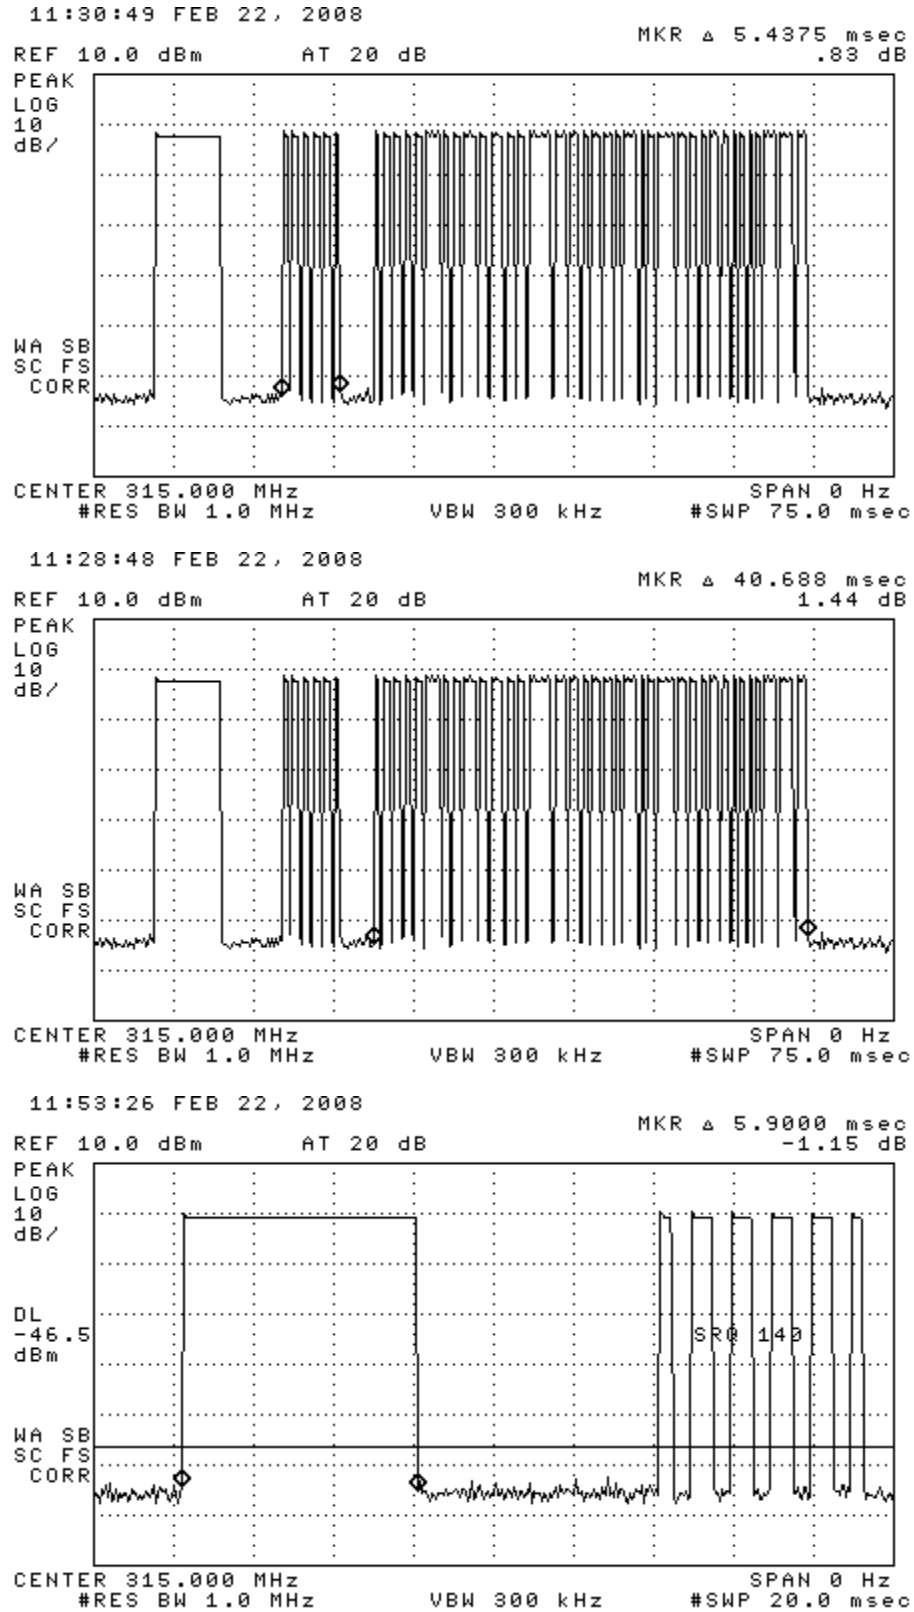 11:30:49 FEB 22, 2008
MKR Δ 5.4375 msec
REF 10.0 dBm AT 20 dB .83 dB
PEAK
LOG
10
dB/
WA SB
SC FS
CORR
CENTER 315.000 MHz SPAN 0 Hz
#RES BW 1.0 MHz VBW 300 kHz #SWP 75.0 msec
11:28:48 FEB 22, 2008
MKR Δ 40.688 msec
REF 10.0 dBm AT 20 dB 1.44 dB
PEAK
LOG
10
dB/
WA SB
SC FS
CORR
CENTER 315.000 MHz SPAN 0 Hz
#RES BW 1.0 MHz VBW 300 kHz #SWP 75.0 msec
11:53:26 FEB 22, 2008
MKR Δ 5.9000 msec
REF 10.0 dBm AT 20 dB -1.15 dB
PEAK
LOG
10
dB/
DL
-46.5
dBm
SRQ 140
WA SB
SC FS
CORR
CENTER 315.000 MHz SPAN 0 Hz
#RES BW 1.0 MHz VBW 300 kHz #SWP 20.0 msec